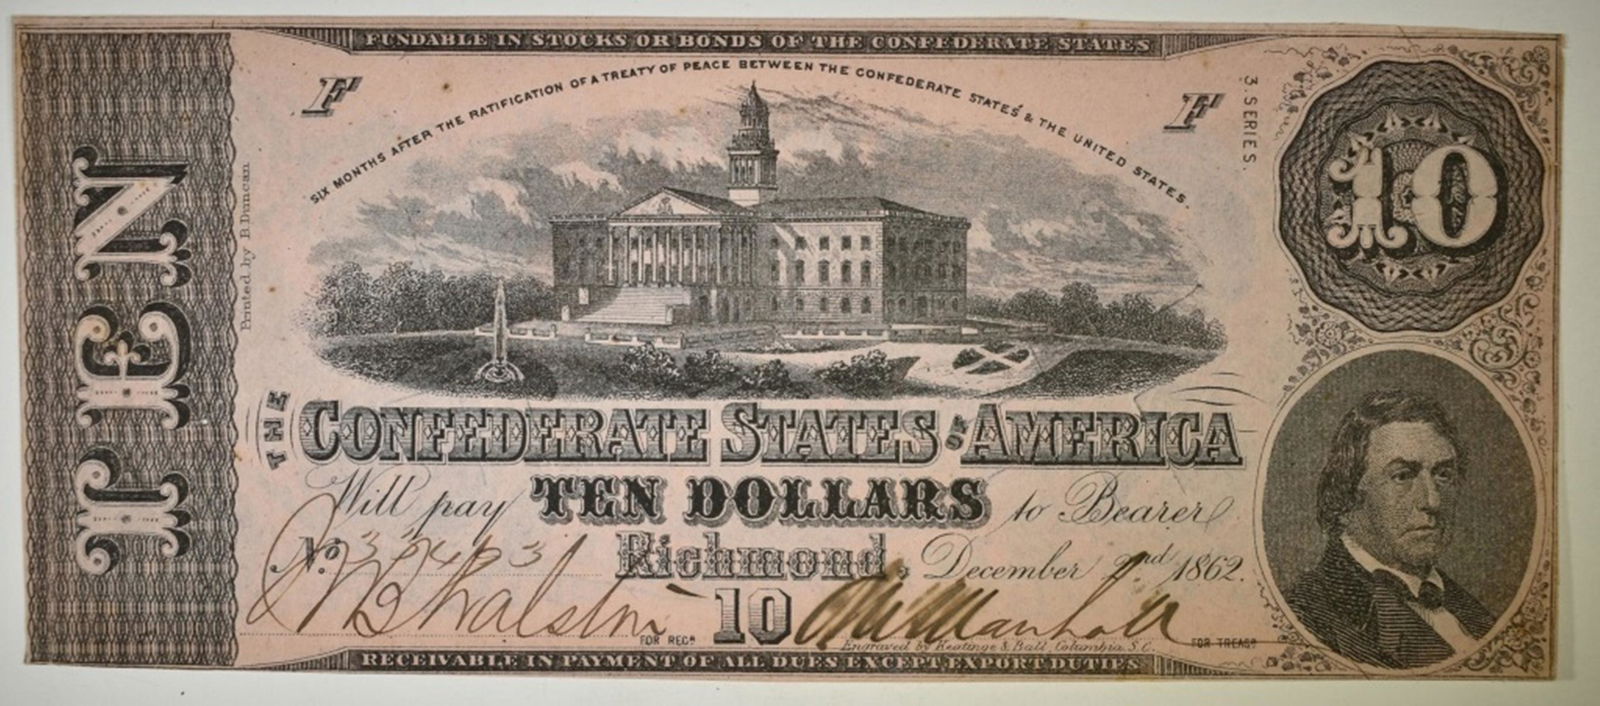 FUNDABLE IN STOCKS OR BONDS OF THE CONFEDERATE STATES
SIX MONTHS AFTER THE RATIFICATION OF A TREATY OF PEACE BETWEEN THE CONFEDERATE STATES & THE UNITED STATES.
F
F
3 SERIES
10
TEN
Printed by B. Duncan
THE CONFEDERATE STATES OF AMERICA
Will pay TEN DOLLARS to Bearer
No. Richmond, December 2nd 1862.
FOR REGR
10
FOR TREASR
Engraved by Keatinge & Ball, Columbia, S.C.
RECEIVABLE IN PAYMENT OF ALL DUES EXCEPT EXPORT DUTIES